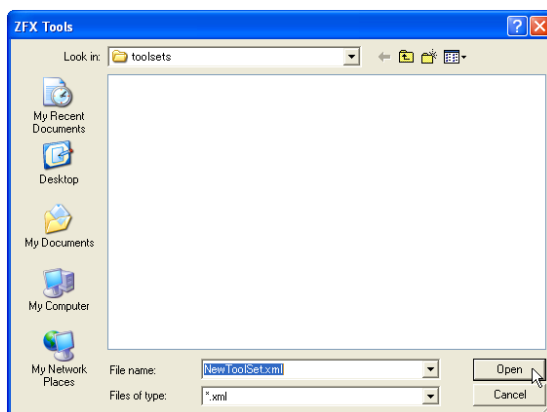 ZFX Tools
Look in:
toolsets
My Recent
Documents
Desktop
My Documents
My Computer
My Network
Places
File name:
NewToolSet.xml
Open
Files of type:
*.xml
Cancel